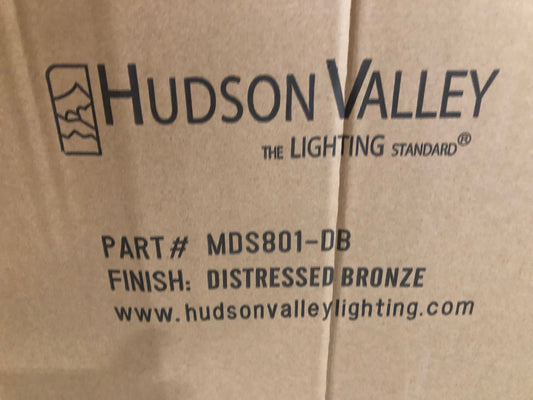 HUDSON VALLEY
THE LIGHTING STANDARD®
PART# MDS801-DB
FINISH: DISTRESSED BRONZE
www.hudsonvalleylighting.com